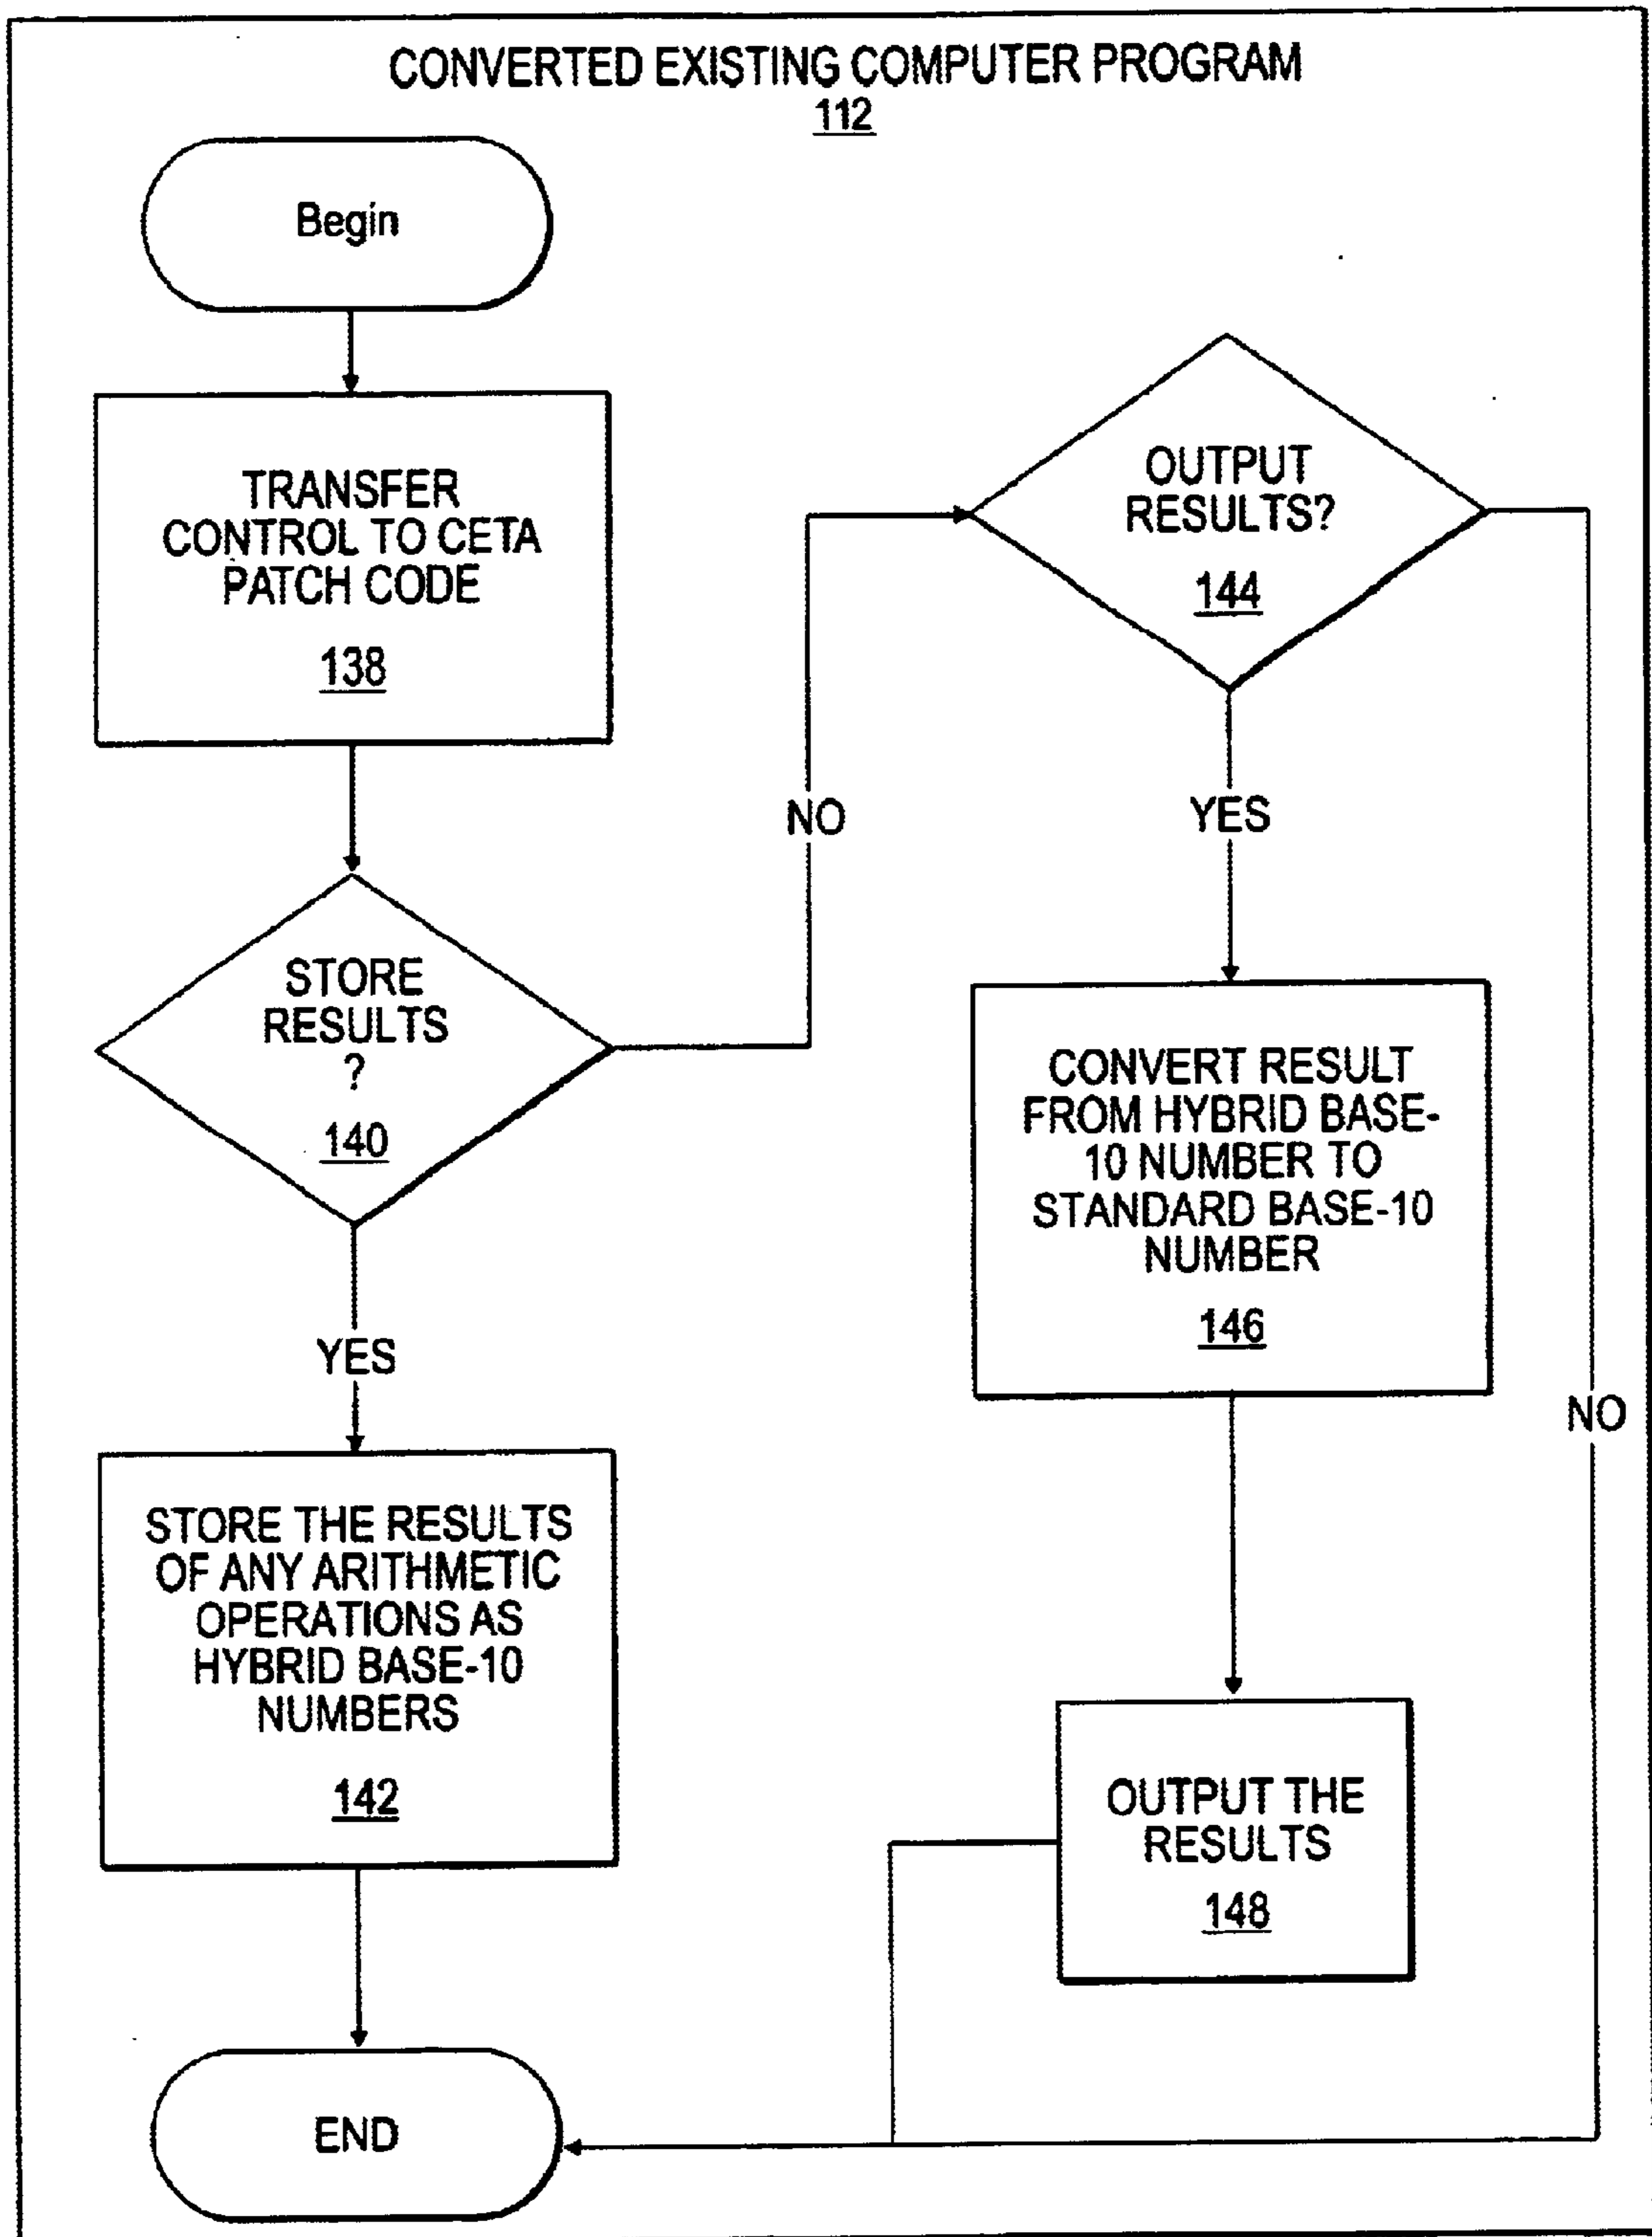 CONVERTED EXISTING COMPUTER PROGRAM
112
Begin
TRANSFER
CONTROL TO CETA
PATCH CODE
138
STORE
RESULTS
?
140
YES
STORE THE RESULTS
OF ANY ARITHMETIC
OPERATIONS AS
HYBRID BASE-10
NUMBERS
142
END
NO
OUTPUT
RESULTS?
144
YES
CONVERT RESULT
FROM HYBRID BASE-
10 NUMBER TO
STANDARD BASE-10
NUMBER
146
OUTPUT THE
RESULTS
148
NO